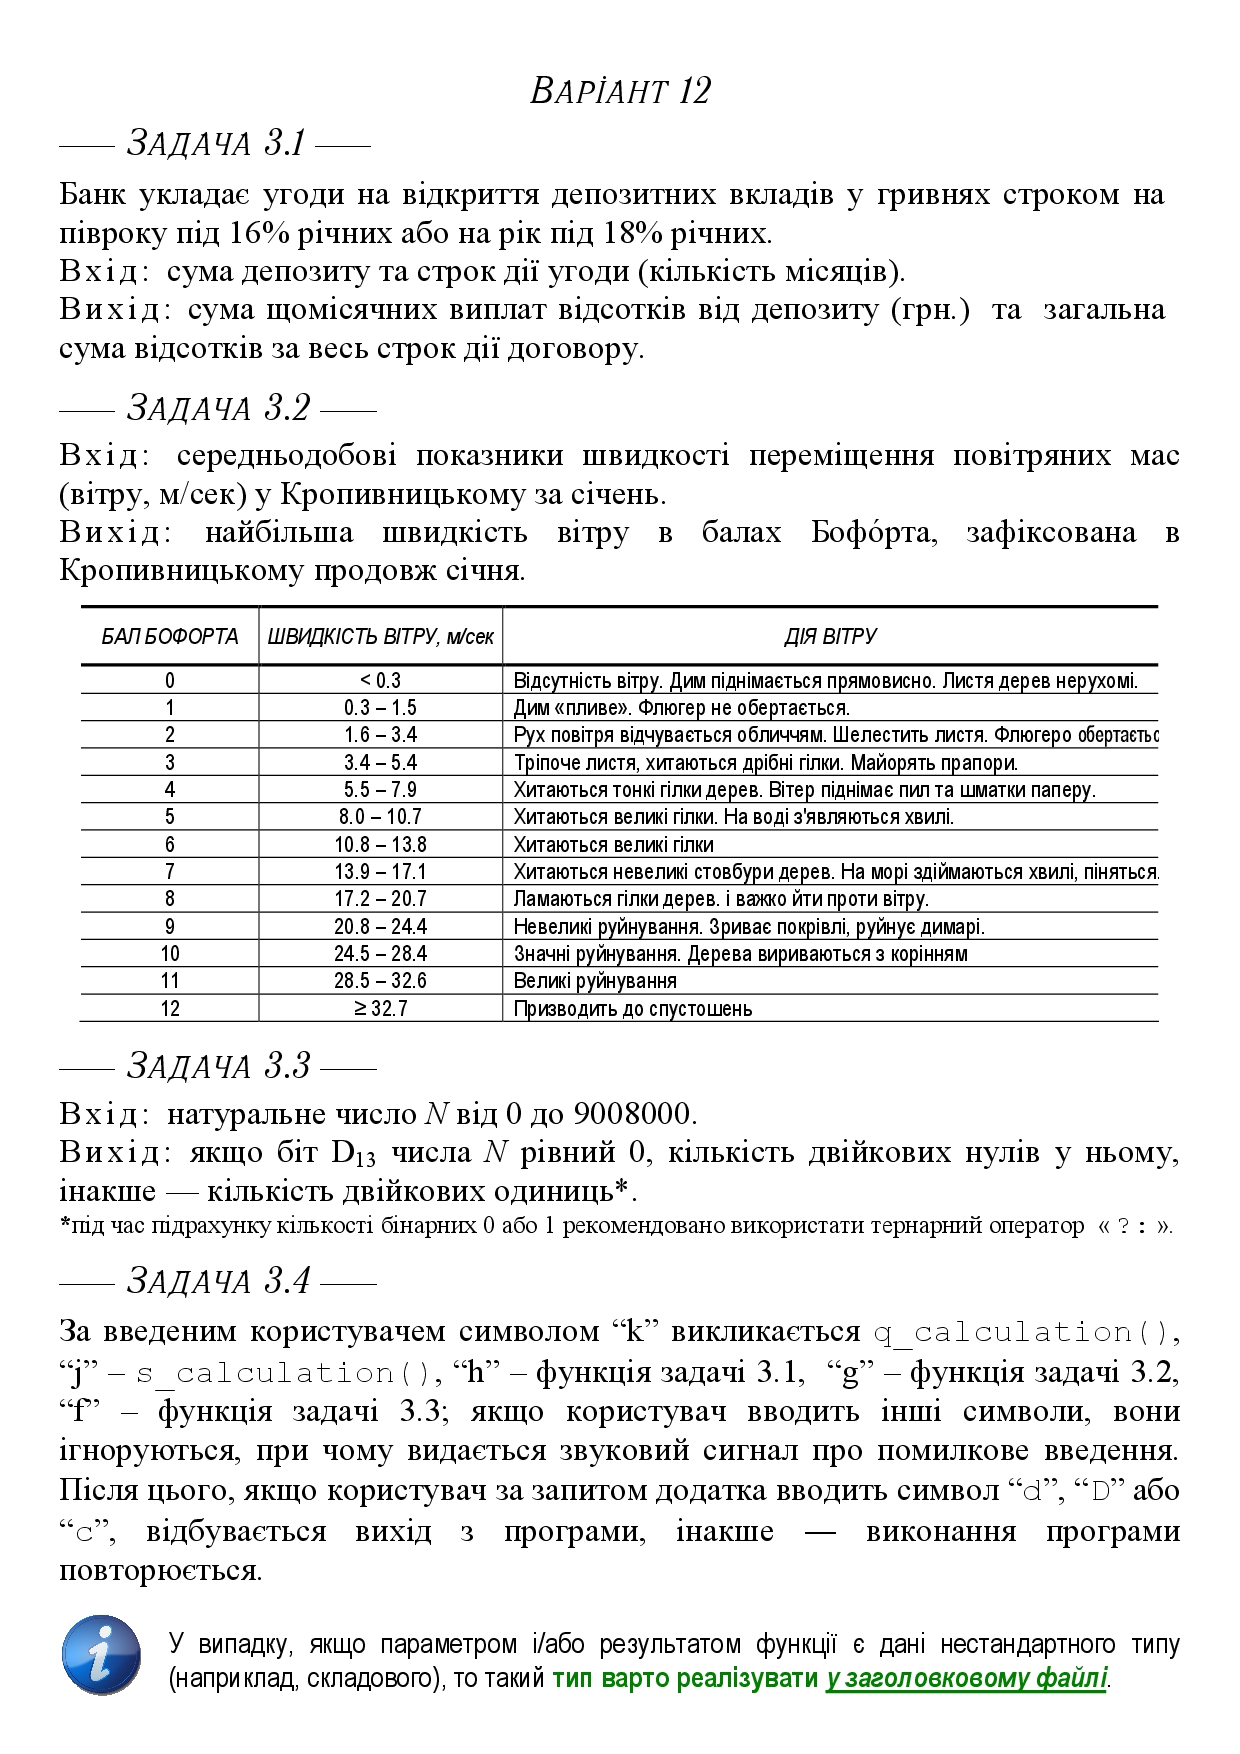 ВАРІАНТ 12
ЗАДАЧА 3.1
Банк укладає угоди на відкриття депозитних вкладів у гривнях строком на
півроку під 16% річних або на рік під 18% річних.
Вхід: сума депозиту та строк дії угоди (кількість місяців).
Вихід: сума щомісячних виплат відсотків від депозиту (грн.) та загальна
сума відсотків за весь строк дії договору.
ЗАДАЧА 3.2
Вхід: середньодобові показники швидкості переміщення повітряних мас
(вітру, м/сек) у Кропивницькому за січень.
Вихід: найбільша швидкість вітру в балах Бофо́рта, зафіксована в
Кропивницькому продовж січня.
БАЛ БОФОРТА ШВИДКІСТЬ ВІТРУ, м/сек ДІЯ ВІТРУ
0 < 0.3 Відсутність вітру. Дим піднімається прямовисно. Листя дерев нерухомі.
1 0.3 – 1.5 Дим «пливе». Флюгер не обертається.
2 1.6 – 3.4 Рух повітря відчувається обличчям. Шелестить листя. Флюгеро обертаєтьс
3 3.4 – 5.4 Тріпоче листя, хитаються дрібні гілки. Майорять прапори.
4 5.5 – 7.9 Хитаються тонкі гілки дерев. Вітер піднімає пил та шматки паперу.
5 8.0 – 10.7 Хитаються великі гілки. На воді з'являються хвилі.
6 10.8 – 13.8 Хитаються великі гілки
7 13.9 – 17.1 Хитаються невеликі стовбури дерев. На морі здіймаються хвилі, піняться.
8 17.2 – 20.7 Ламаються гілки дерев. і важко йти проти вітру.
9 20.8 – 24.4 Невеликі руйнування. Зриває покрівлі, руйнує димарі.
10 24.5 – 28.4 Значні руйнування. Дерева вириваються з корінням
11 28.5 – 32.6 Великі руйнування
12 ≥ 32.7 Призводить до спустошень
ЗАДАЧА 3.3
Вхід: натуральне число N від 0 до 9008000.
Вихід: якщо біт D₁₃ числа N рівний 0, кількість двійкових нулів у ньому,
інакше — кількість двійкових одиниць*.
*під час підрахунку кількості бінарних 0 або 1 рекомендовано використати тернарний оператор « ? : ».
ЗАДАЧА 3.4
За введеним користувачем символом “k” викликається q_calculation(),
“j” – s_calculation(), “h” – функція задачі 3.1, “g” – функція задачі 3.2,
“f” – функція задачі 3.3; якщо користувач вводить інші символи, вони
ігноруються, при чому видається звуковий сигнал про помилкове введення.
Після цього, якщо користувач за запитом додатка вводить символ “d”, “D” або
“c”, відбувається вихід з програми, інакше — виконання програми
повторюється.
У випадку, якщо параметром і/або результатом функції є дані нестандартного типу
(наприклад, складового), то такий тип варто реалізувати у заголовковому файлі.